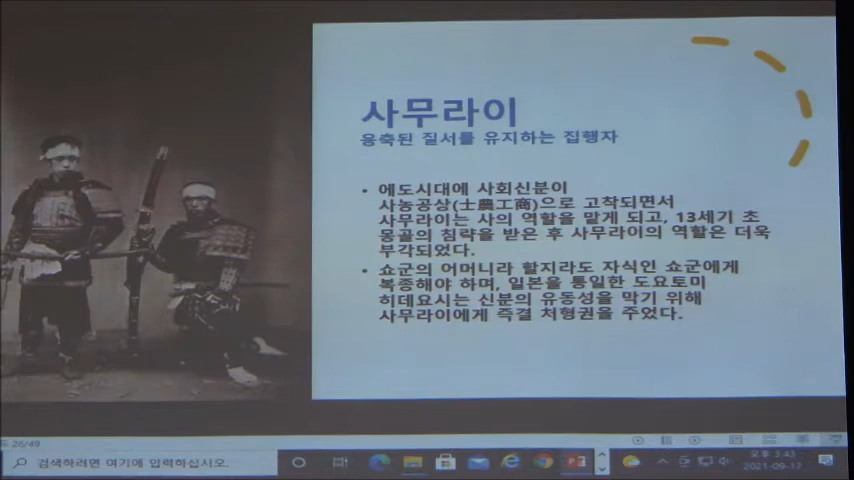 사무라이
응축된 질서를 유지하는 집행자
• 에도시대에 사회신분이
사농공상(士農工商)으로 고착되면서
사무라이는 사의 역할을 맡게 되고, 13세기 초
몽골의 침략을 받은 후 사무라이의 역할은 더욱
부각되었다.
• 쇼군의 어머니라 할지라도 자식인 쇼군에게
복종해야 하며, 일본을 통일한 도요토미
히데요시는 신분의 유동성을 막기 위해
사무라이에게 즉결 처형권을 주었다.
26/49
검색하려면 여기에 입력하십시오.
오후 3:43
2021-09-17